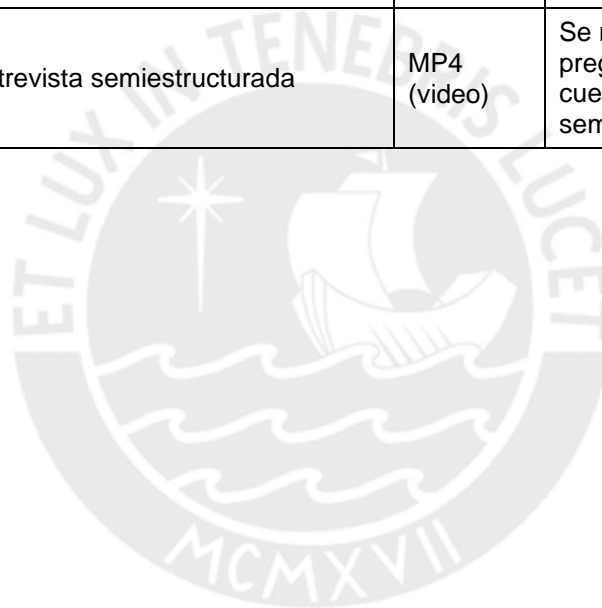 trevista semiestructurada
MP4
(video)
Se
preg
cue
sem
ET LUX IN TENEBRIS LUCET
MCMXVII